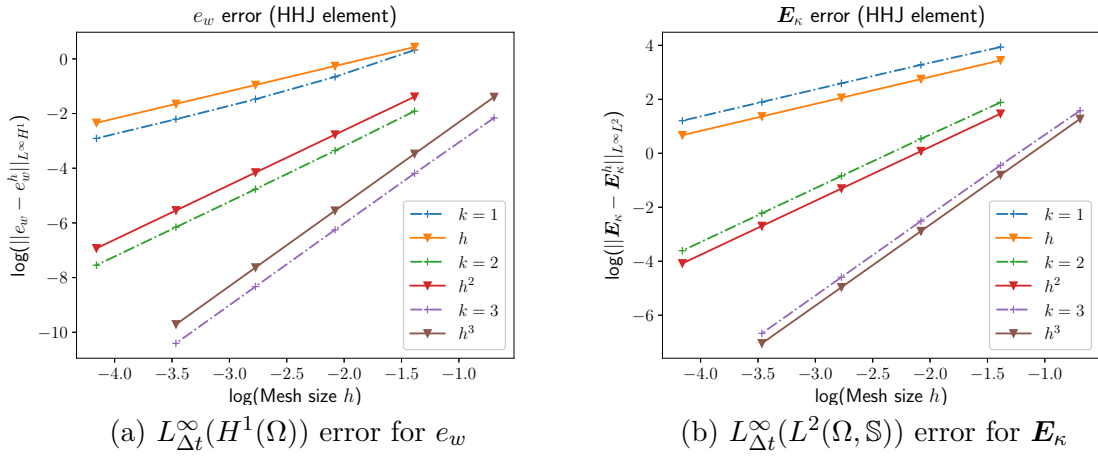 e_w error (HHJ element)
log(||e_w − e_w^h||_{L^∞H^1})
0
−2
−4
−6
−8
−10
k = 1
h
k = 2
h^2
k = 3
h^3
−4.0 −3.5 −3.0 −2.5 −2.0 −1.5 −1.0
log(Mesh size h)
(a) L^∞_{Δt}(H^1(Ω)) error for e_w
E_κ error (HHJ element)
log(||E_κ − E_κ^h||_{L^∞L^2})
4
2
0
−2
−4
−6
k = 1
h
k = 2
h^2
k = 3
h^3
−4.0 −3.5 −3.0 −2.5 −2.0 −1.5 −1.0
log(Mesh size h)
(b) L^∞_{Δt}(L^2(Ω, 𝕊)) error for E_κ